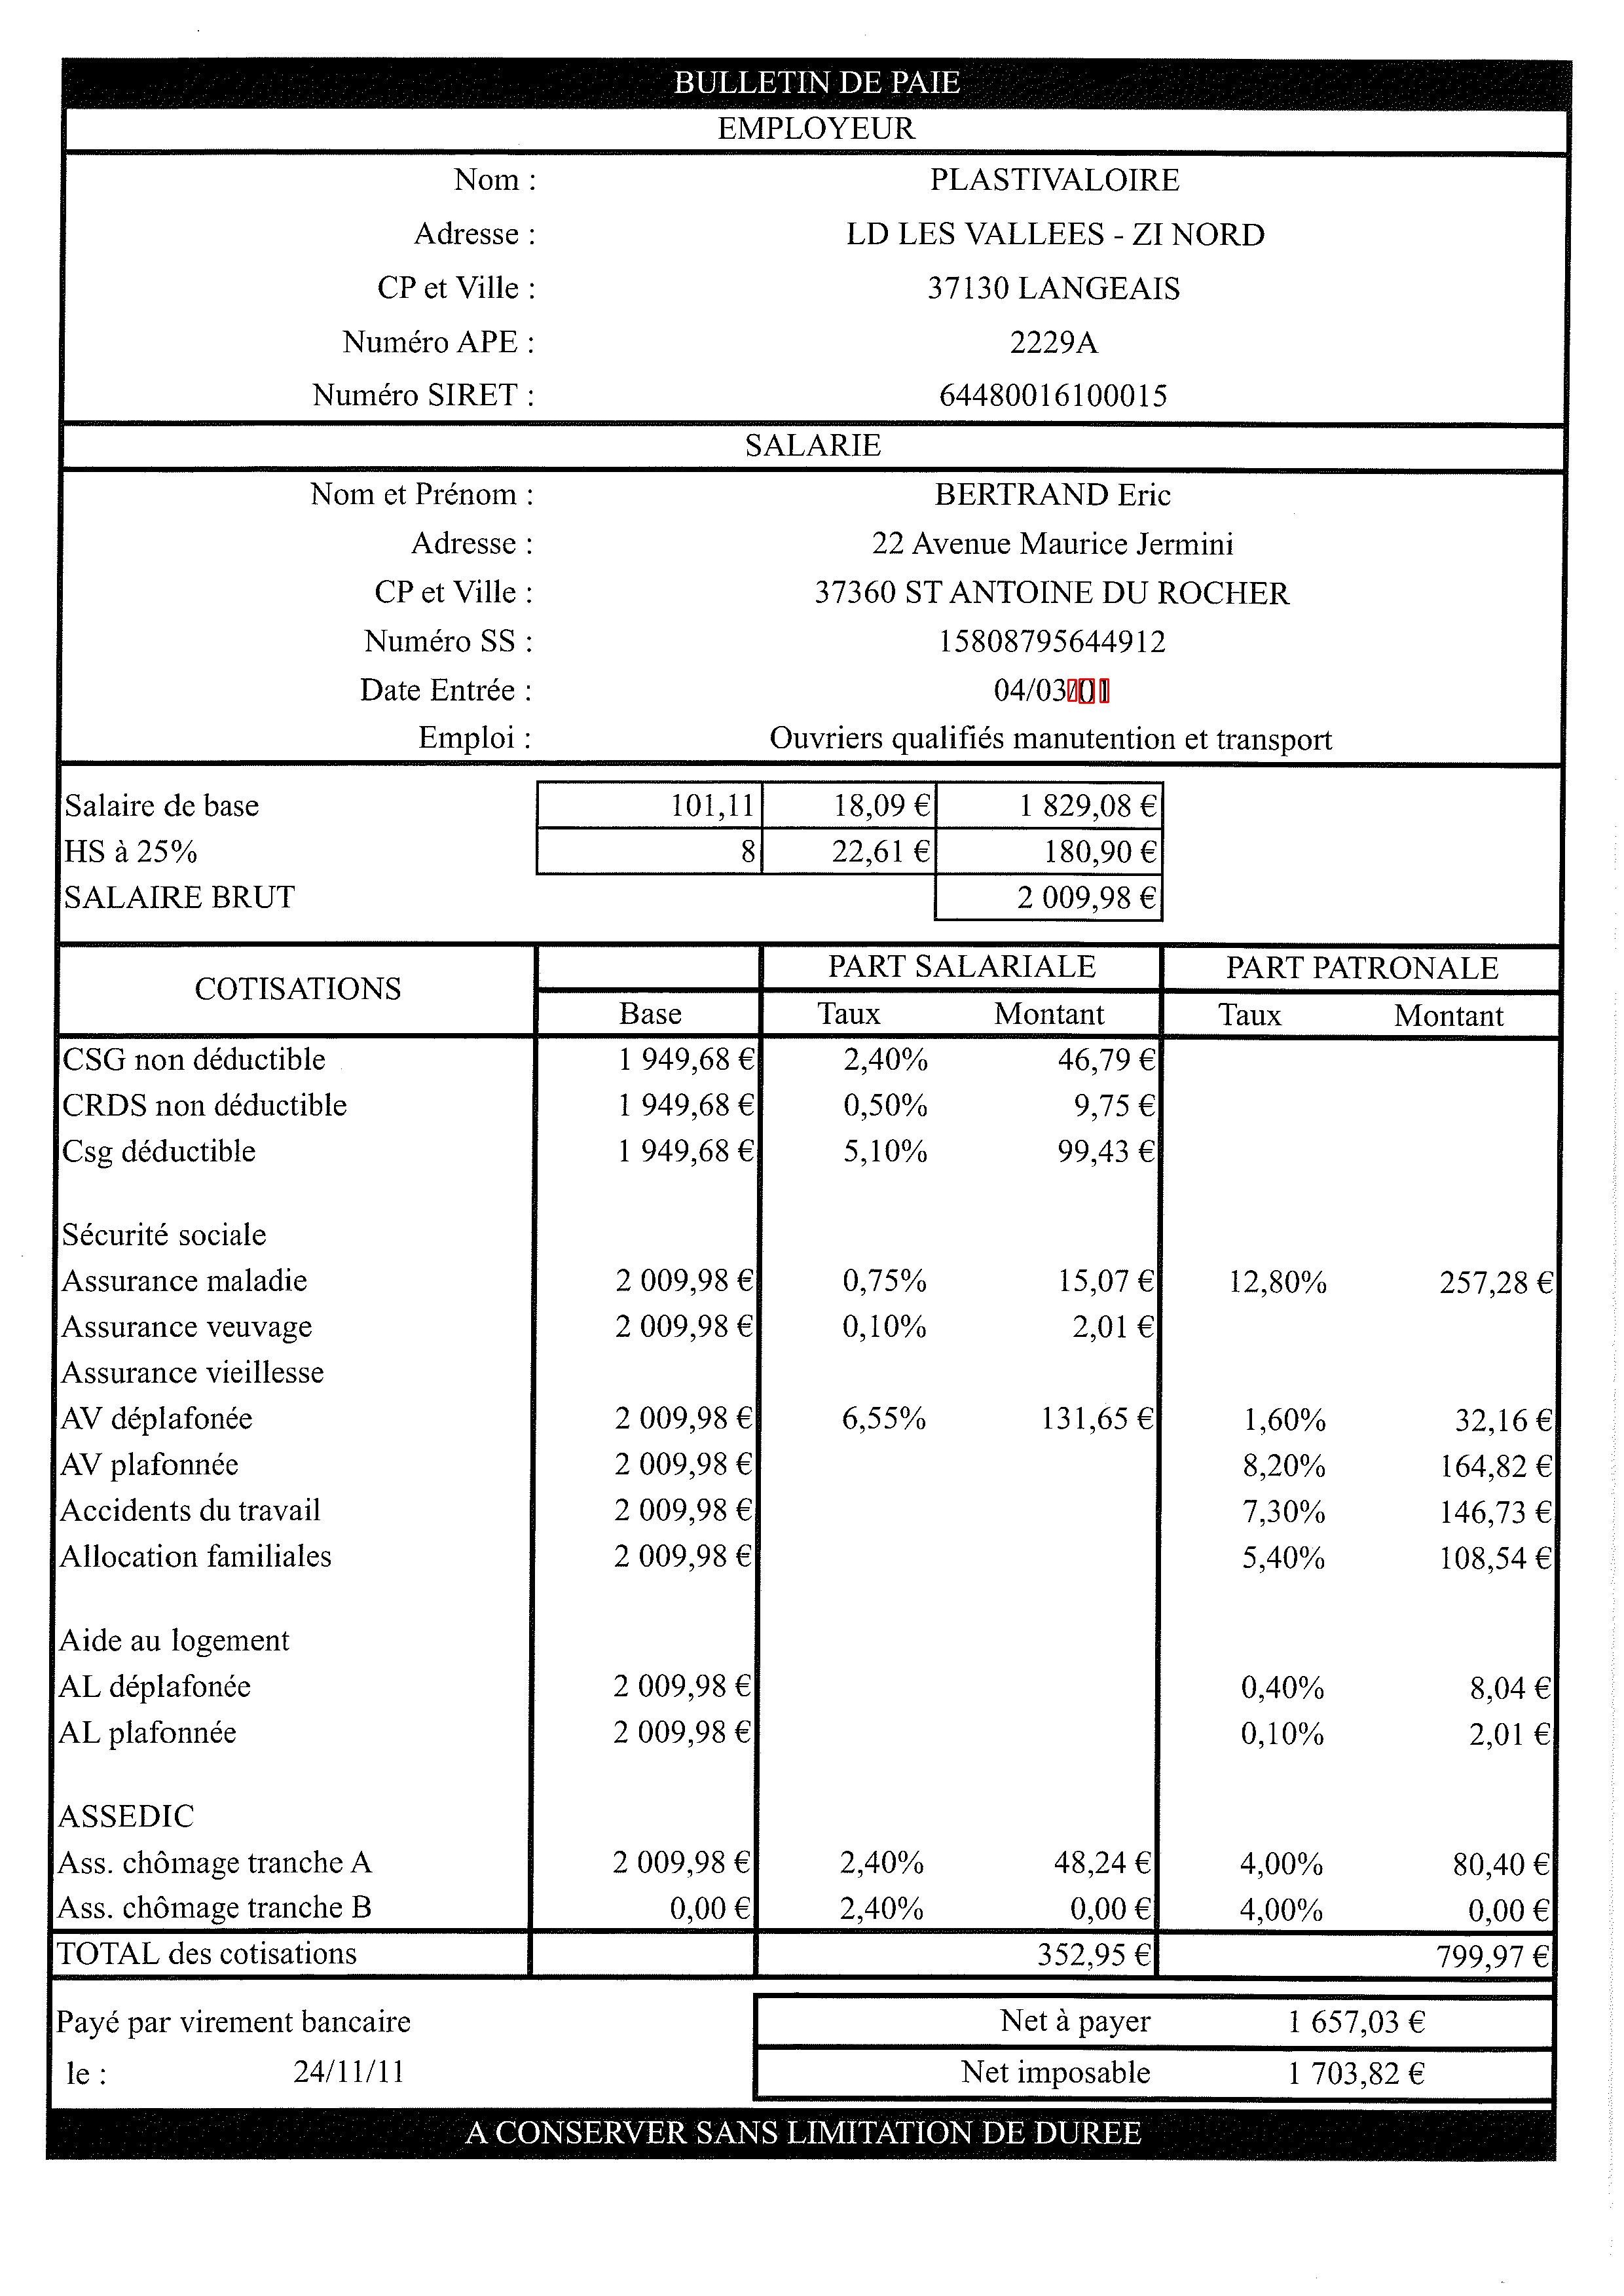 BULLETIN DE PAIE
EMPLOYEUR
Nom : PLASTIVALOIRE
Adresse : LD LES VALLEES - ZI NORD
CP et Ville : 37130 LANGEAIS
Numéro APE : 2229A
Numéro SIRET : 64480016100015
SALARIE
Nom et Prénom : BERTRAND Eric
Adresse : 22 Avenue Maurice Jermini
CP et Ville : 37360 ST ANTOINE DU ROCHER
Numéro SS : 15808795644912
Date Entrée : 04/03/01
Emploi : Ouvriers qualifiés manutention et transport
Salaire de base 101,11 18,09 € 1 829,08 €
HS à 25% 8 22,61 € 180,90 €
SALAIRE BRUT 2 009,98 €
COTISATIONS PART SALARIALE PART PATRONALE
Base Taux Montant Taux Montant
CSG non déductible 1 949,68 € 2,40% 46,79 €
CRDS non déductible 1 949,68 € 0,50% 9,75 €
Csg déductible 1 949,68 € 5,10% 99,43 €
Sécurité sociale
Assurance maladie 2 009,98 € 0,75% 15,07 € 12,80% 257,28 €
Assurance veuvage 2 009,98 € 0,10% 2,01 €
Assurance vieillesse
AV déplafonée 2 009,98 € 6,55% 131,65 € 1,60% 32,16 €
AV plafonnée 2 009,98 € 8,20% 164,82 €
Accidents du travail 2 009,98 € 7,30% 146,73 €
Allocation familiales 2 009,98 € 5,40% 108,54 €
Aide au logement
AL déplafonée 2 009,98 € 0,40% 8,04 €
AL plafonnée 2 009,98 € 0,10% 2,01 €
ASSEDIC
Ass. chômage tranche A 2 009,98 € 2,40% 48,24 € 4,00% 80,40 €
Ass. chômage tranche B 0,00 € 2,40% 0,00 € 4,00% 0,00 €
TOTAL des cotisations 352,95 € 799,97 €
Payé par virement bancaire Net à payer 1 657,03 €
le : 24/11/11 Net imposable 1 703,82 €
A CONSERVER SANS LIMITATION DE DUREE